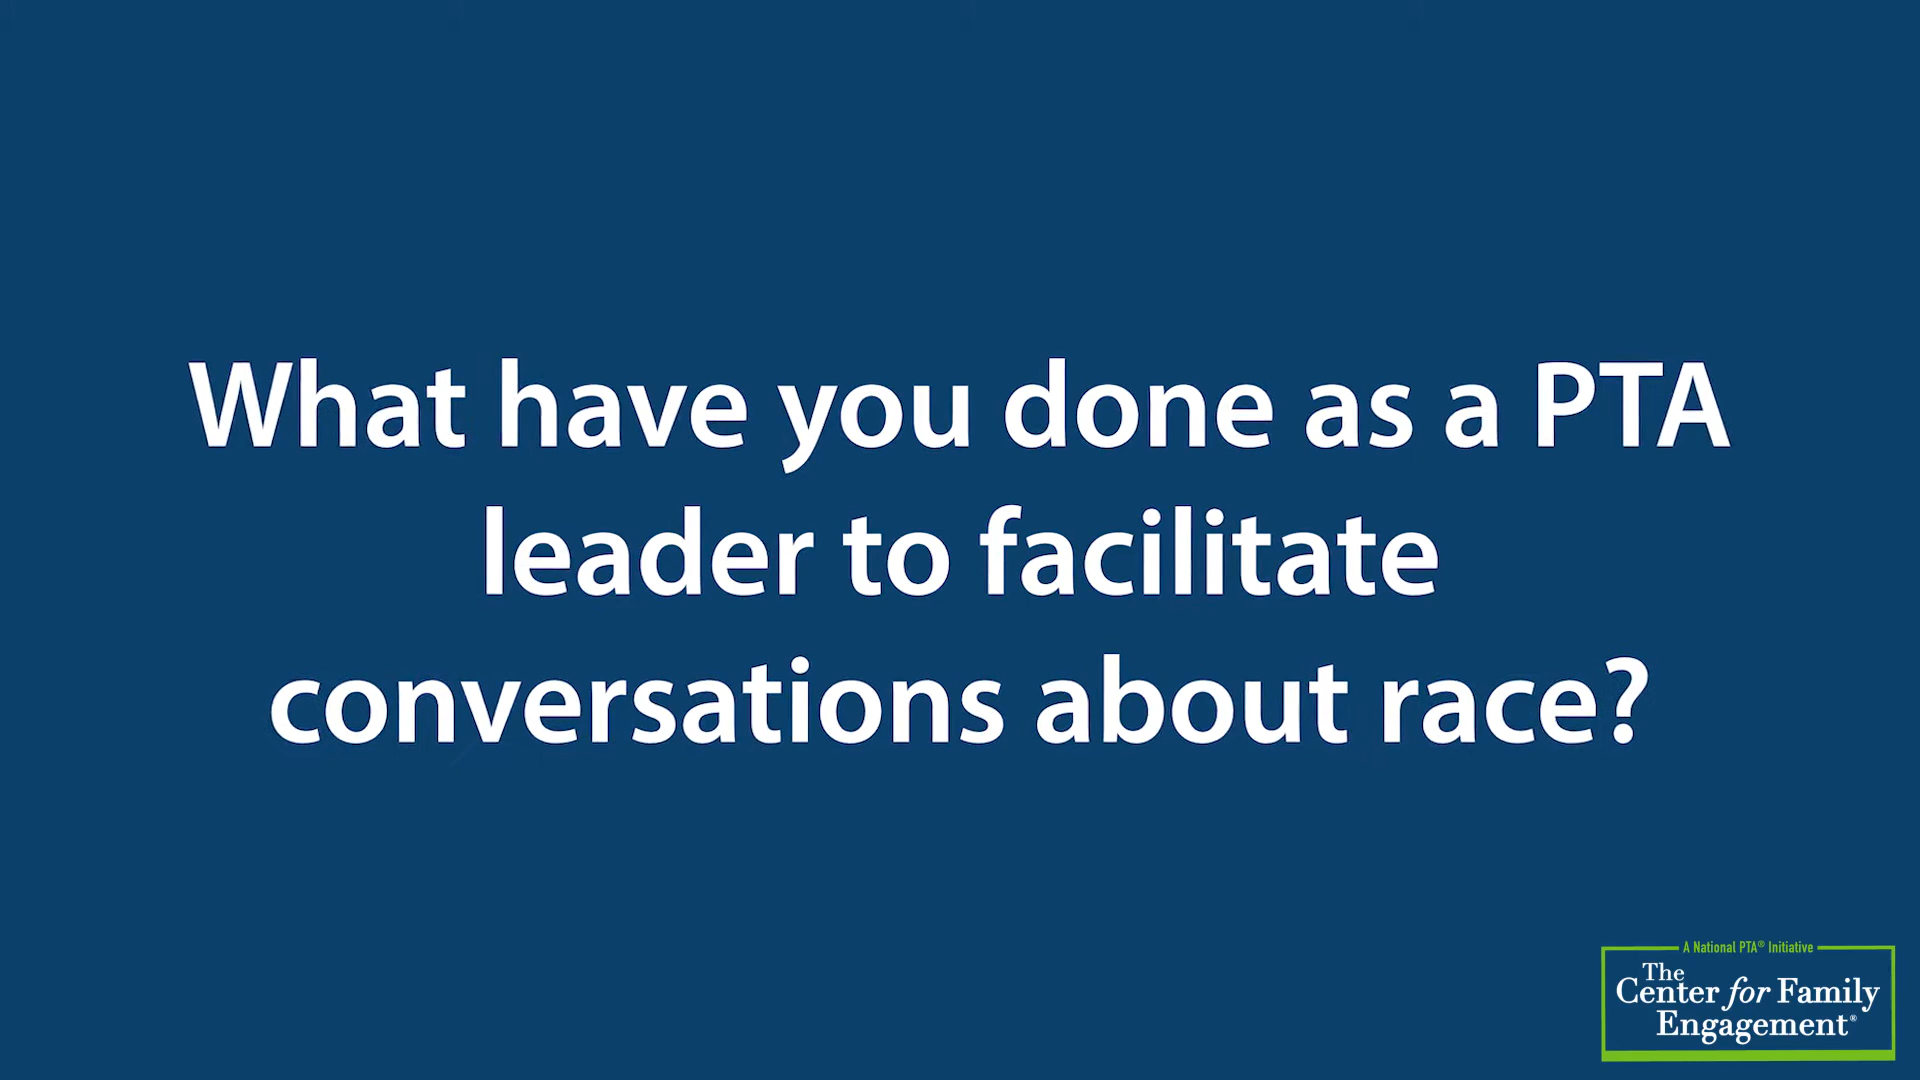 What have you done as a PTA
leader to facilitate
conversations about race?
A National PTA® Initiative
The
Center for Family
Engagement®